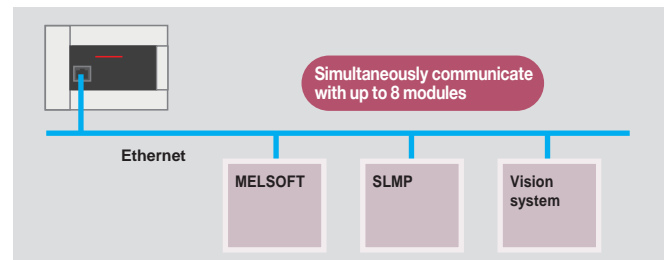 Simultaneously communicate
with up to 8 modules
Ethernet
MELSOFT
SLMP
Vision
system